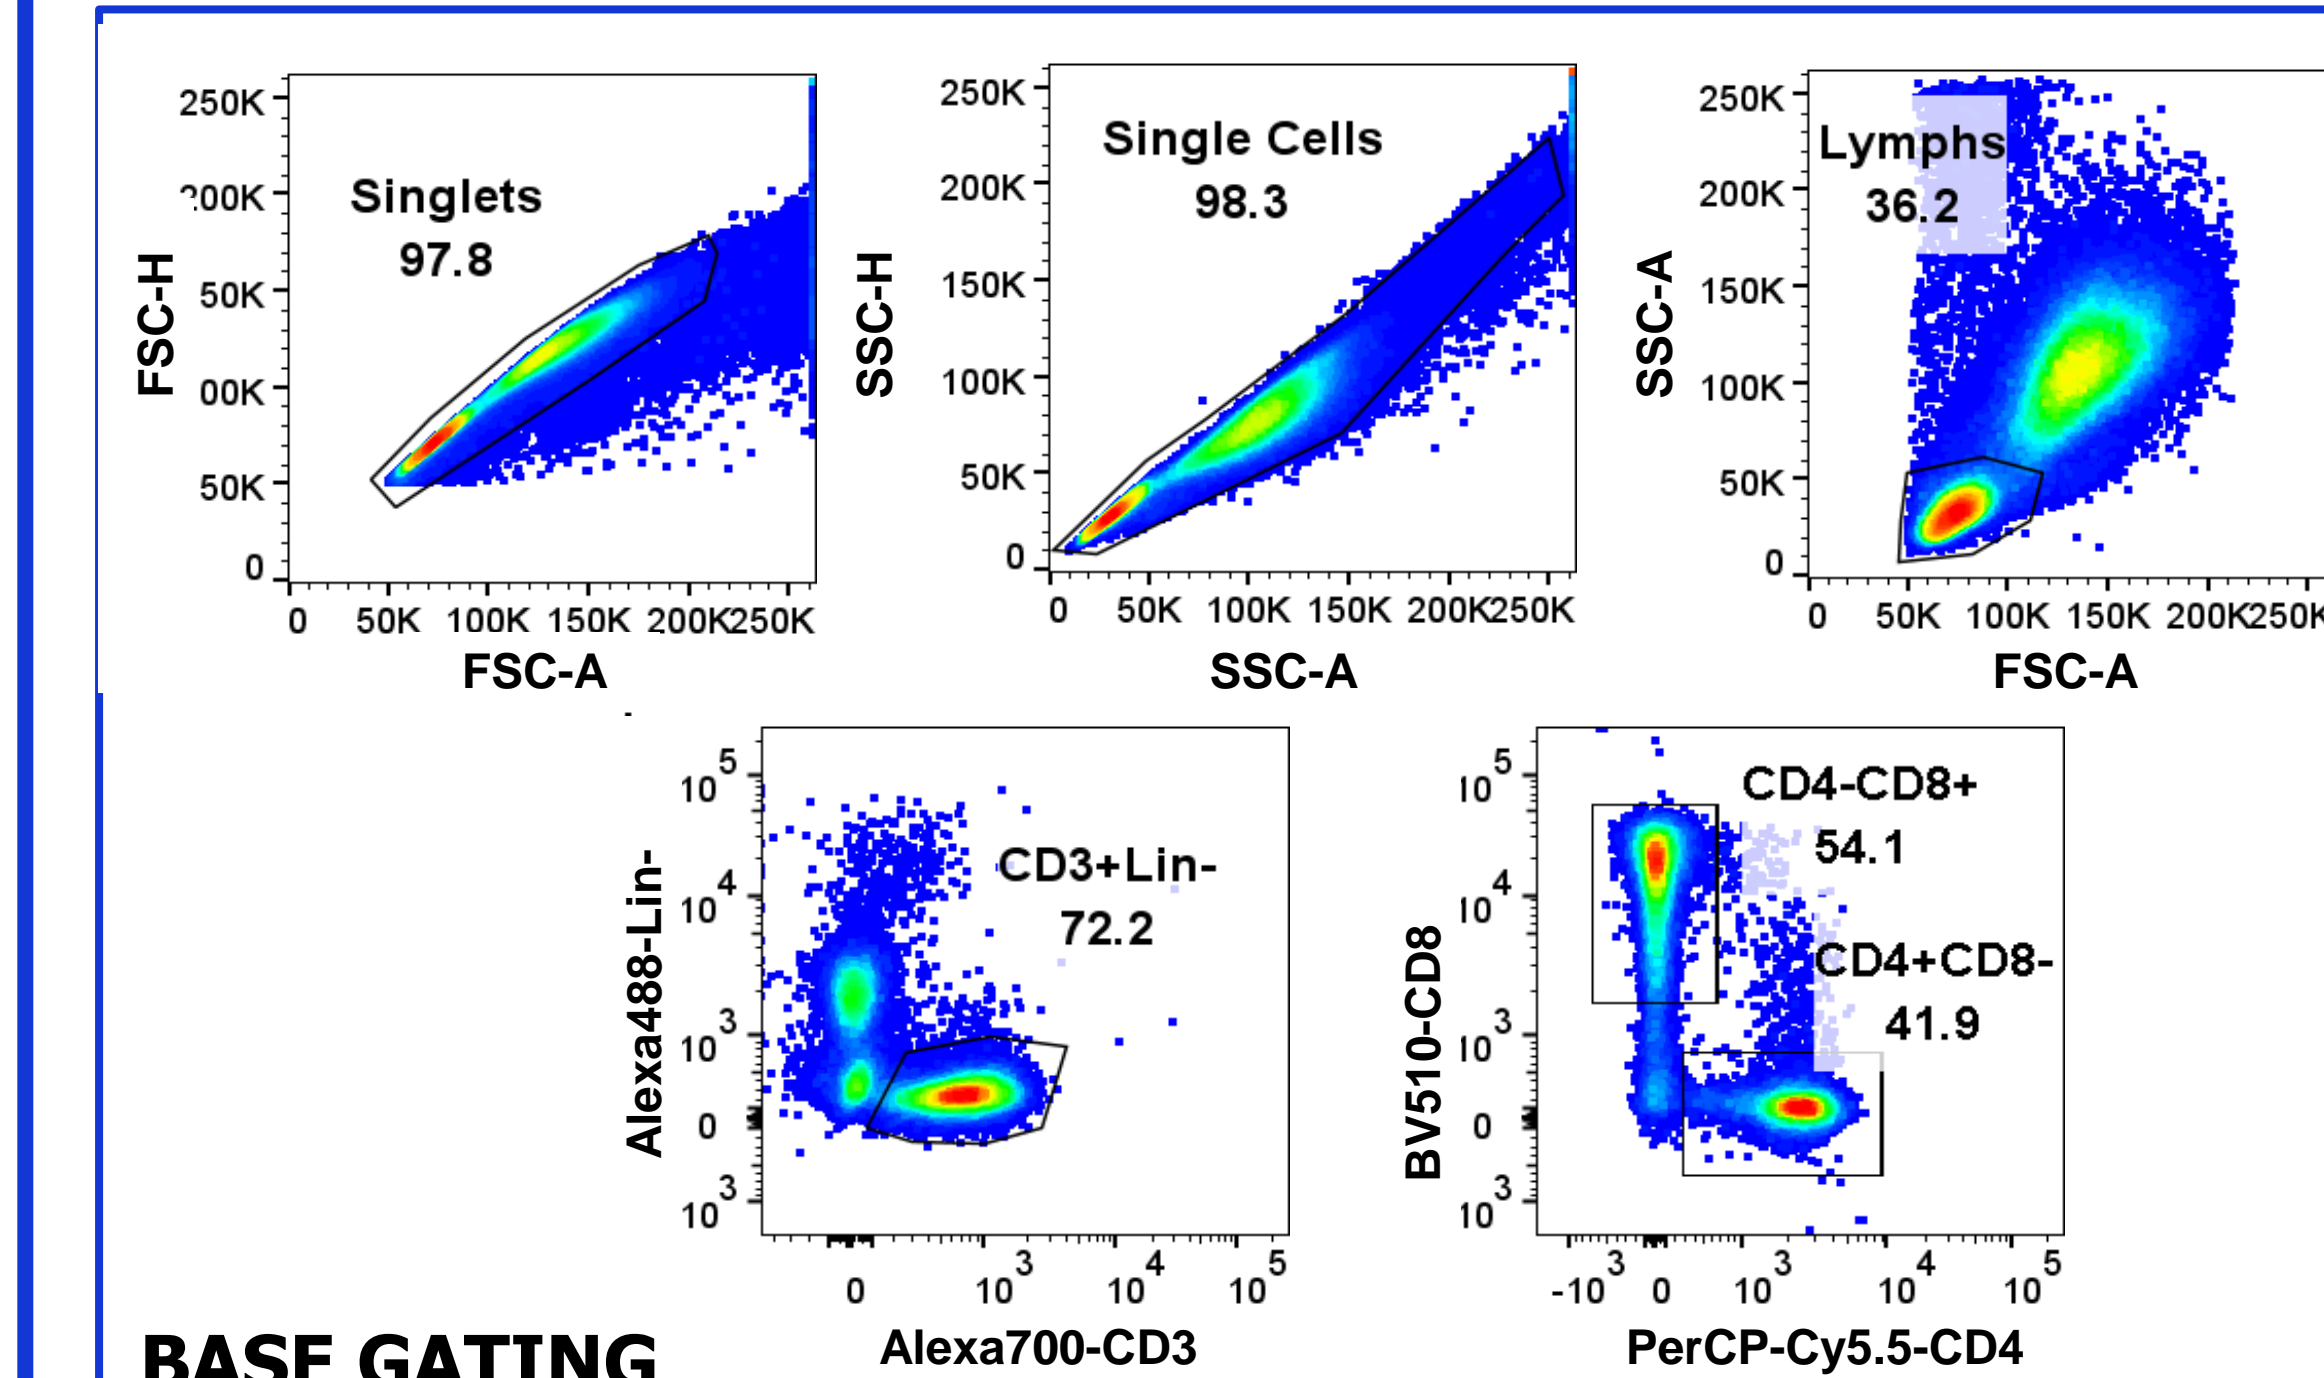 FSC-H
250K
200K
50K
00K
50K
0
Singlets
97.8
0 50K 100K 150K 200K 250K
FSC-A
SSC-H
250K
200K
150K
100K
50K
0
Single Cells
98.3
0 50K 100K 150K 200K 250K
SSC-A
SSC-A
250K
200K
150K
100K
50K
0
Lymphs
36.2
0 50K 100K 150K 200K 250K
FSC-A
Alexa488-Lin-
10^5
10^4
10^3
0
10^3
CD3+Lin-
72.2
0 10^3 10^4 10^5
Alexa700-CD3
BV510-CD8
10^5
10^4
10^3
0
10^3
CD4-CD8+
54.1
CD4+CD8-
41.9
-10^3 0 10^3 10^4 10^5
PerCP-Cy5.5-CD4
BASE GATING